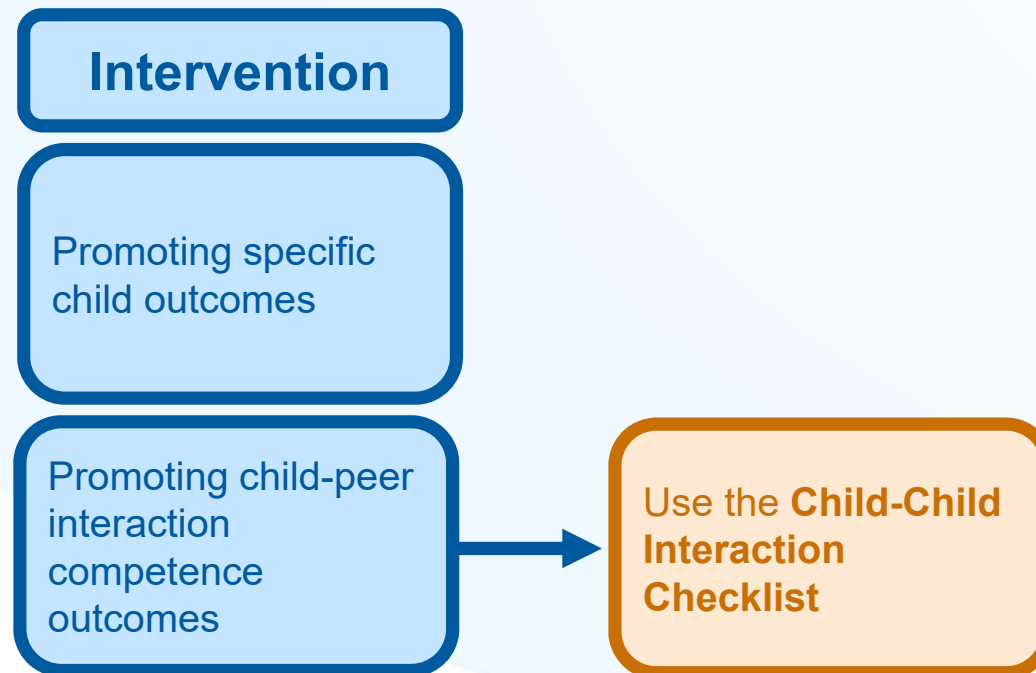 Intervention
Promoting specific
child outcomes
Promoting child-peer
interaction
competence
outcomes
Use the Child-Child
Interaction
Checklist